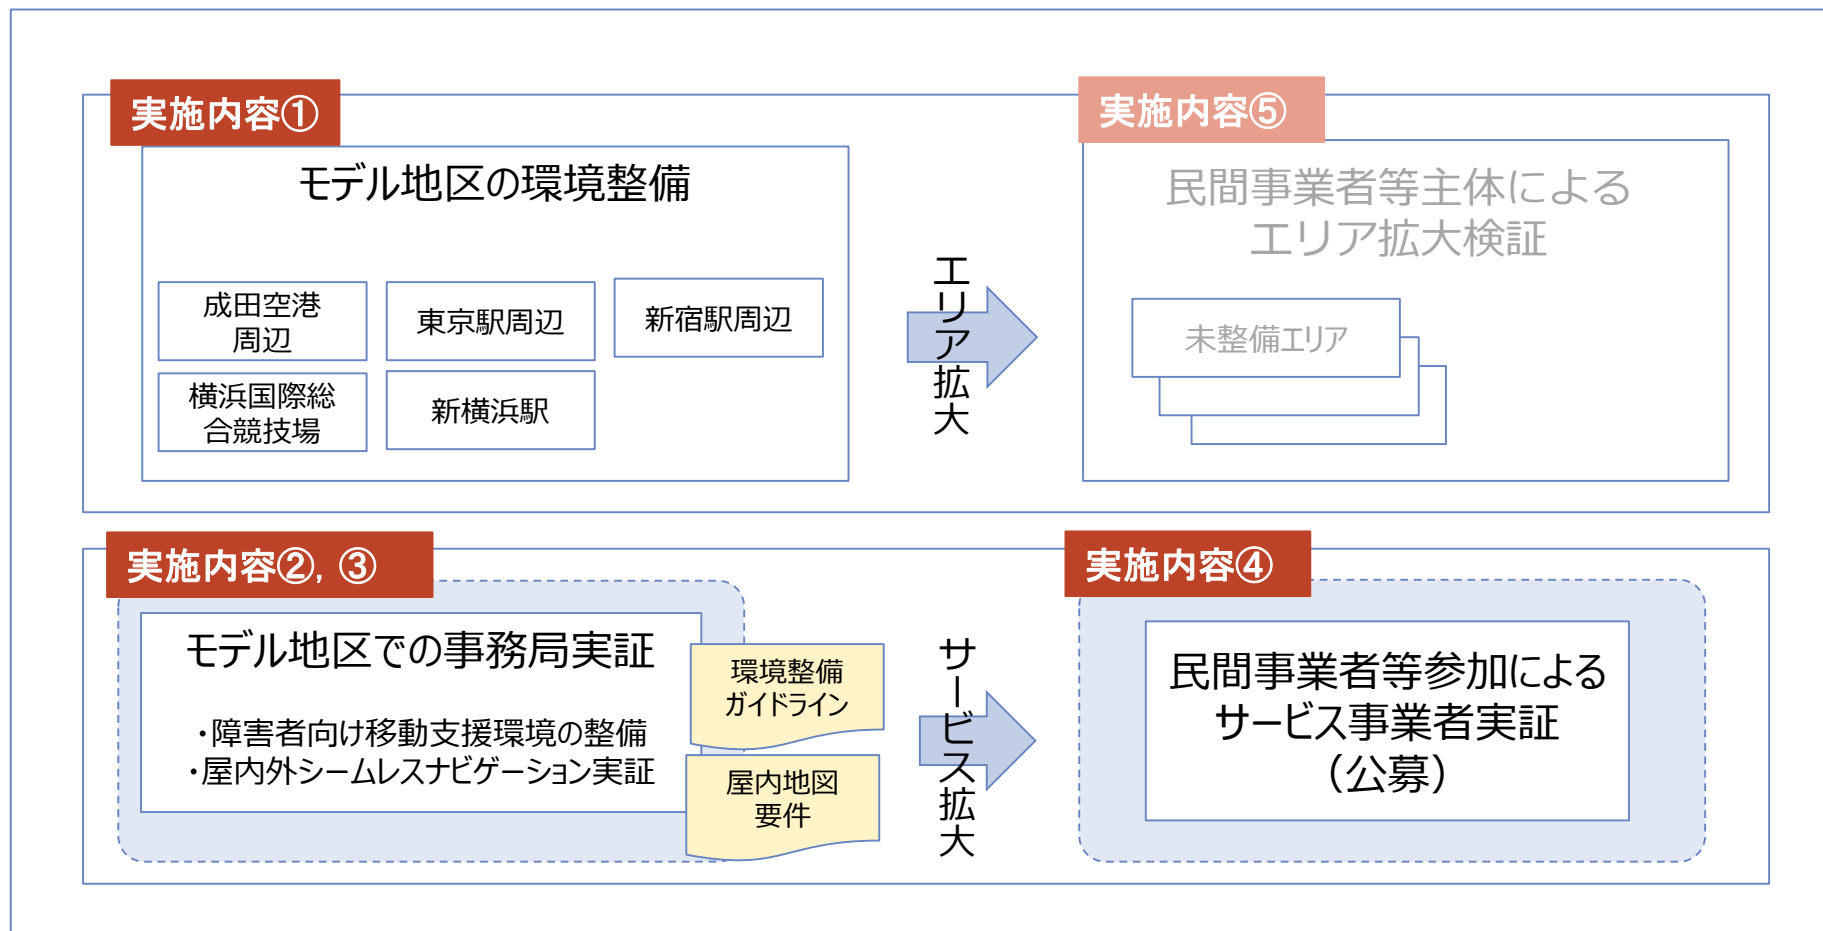 実施内容①
モデル地区の環境整備
成田空港
周辺
東京駅周辺
新宿駅周辺
横浜国際総
合競技場
新横浜駅
エリア拡大
実施内容⑤
民間事業者等主体による
エリア拡大検証
未整備エリア
実施内容②, ③
モデル地区での事務局実証
・障害者向け移動支援環境の整備
・屋内外シームレスナビゲーション実証
環境整備
ガイドライン
屋内地図
要件
サービス拡大
実施内容④
民間事業者等参加による
サービス事業者実証
（公募）